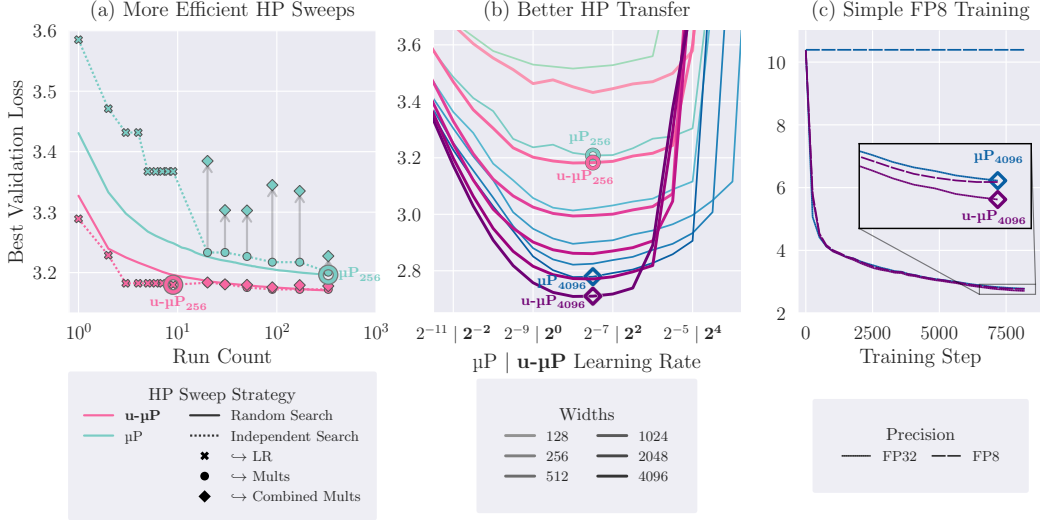 (a) More Efficient HP Sweeps
3.6
3.5
3.4
3.3
3.2
Best Validation Loss
µP256
u-µP256
10^0
10^1
10^2
10^3
Run Count
HP Sweep Strategy
u-µP
µP
Random Search
Independent Search
↪ LR
↪ Mults
↪ Combined Mults
(b) Better HP Transfer
3.6
3.4
3.2
3.0
2.8
µP256
u-µP256
µP4096
u-µP4096
2^−11 | 2^−2
2^−9 | 2^0
2^−7 | 2^2
2^−5 | 2^4
µP | u-µP Learning Rate
Widths
128
256
512
1024
2048
4096
(c) Simple FP8 Training
10
8
6
4
2
µP4096
u-µP4096
0
2500
5000
7500
Training Step
Precision
FP32
FP8